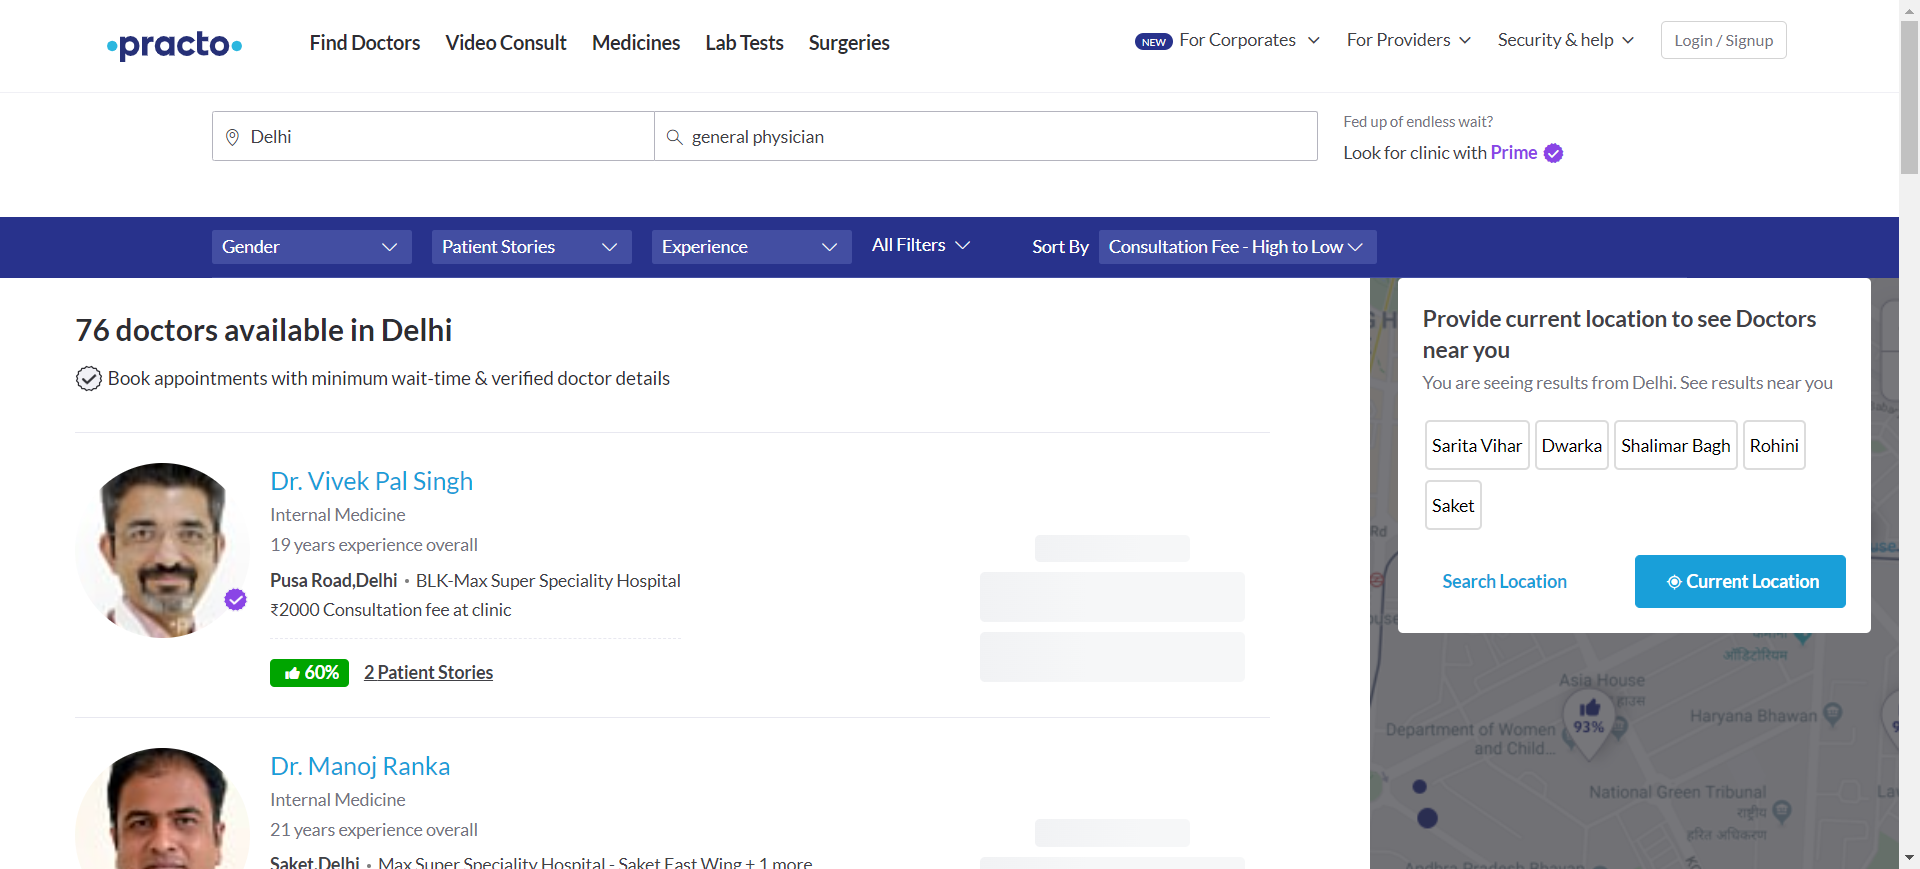 practo
Find Doctors
Video Consult
Medicines
Lab Tests
Surgeries
NEW For Corporates
For Providers
Security & help
Login / Signup
Delhi
general physician
Fed up of endless wait?
Look for clinic with Prime
Gender
Patient Stories
Experience
All Filters
Sort By
Consultation Fee - High to Low
76 doctors available in Delhi
Book appointments with minimum wait-time & verified doctor details
Dr. Vivek Pal Singh
Internal Medicine
19 years experience overall
Pusa Road,Delhi • BLK-Max Super Speciality Hospital
₹2000 Consultation fee at clinic
60%
2 Patient Stories
Dr. Manoj Ranka
Internal Medicine
21 years experience overall
Saket,Delhi • Max Super Speciality Hospital - Saket East Wing + 1 more
Provide current location to see Doctors
near you
You are seeing results from Delhi. See results near you
Sarita Vihar
Dwarka
Shalimar Bagh
Rohini
Saket
Search Location
Current Location
Rd
ऑडिटोरियम
Asia House
हाउस
93%
Haryana Bhawan
Department of Women
and Child...
National Green Tribunal
राष्ट्रीय
हरित अधिकरण
Andhra Pradesh Bhavan